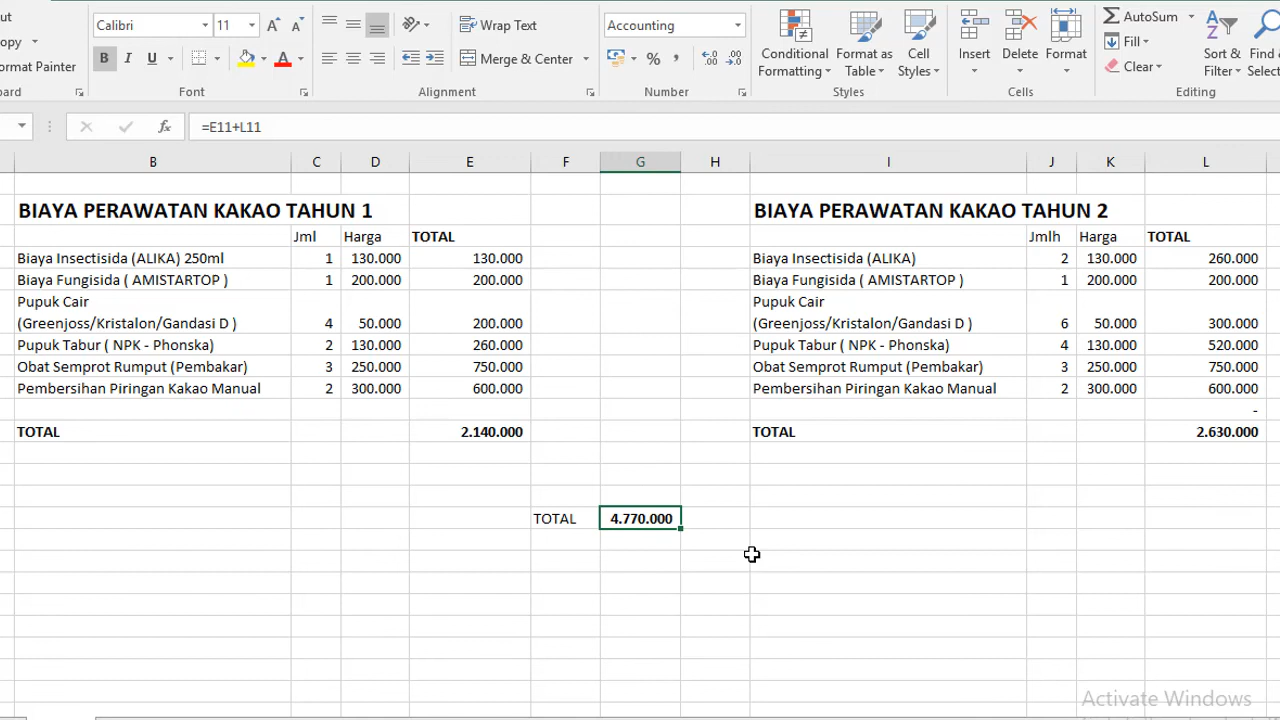 ut
opy
ormat Painter
oard
Calibri 11
B I U
Font
Wrap Text
Merge & Center
Alignment
Accounting
% ,
Number
Conditional Formatting
Format as Table
Cell Styles
Styles
Insert
Delete
Format
Cells
AutoSum
Fill
Clear
Sort & Filter
Find
Selec
Editing
fx =E11+L11
B C D E F G H I J K L
BIAYA PERAWATAN KAKAO TAHUN 1
Jml Harga TOTAL
Biaya Insectisida (ALIKA) 250ml 1 130.000 130.000
Biaya Fungisida ( AMISTARTOP ) 1 200.000 200.000
Pupuk Cair
(Greenjoss/Kristalon/Gandasi D ) 4 50.000 200.000
Pupuk Tabur ( NPK - Phonska) 2 130.000 260.000
Obat Semprot Rumput (Pembakar) 3 250.000 750.000
Pembersihan Piringan Kakao Manual 2 300.000 600.000
TOTAL 2.140.000
BIAYA PERAWATAN KAKAO TAHUN 2
Jmlh Harga TOTAL
Biaya Insectisida (ALIKA) 2 130.000 260.000
Biaya Fungisida ( AMISTARTOP ) 1 200.000 200.000
Pupuk Cair
(Greenjoss/Kristalon/Gandasi D ) 6 50.000 300.000
Pupuk Tabur ( NPK - Phonska) 4 130.000 520.000
Obat Semprot Rumput (Pembakar) 3 250.000 750.000
Pembersihan Piringan Kakao Manual 2 300.000 600.000
-
TOTAL 2.630.000
TOTAL 4.770.000
Activate Windows